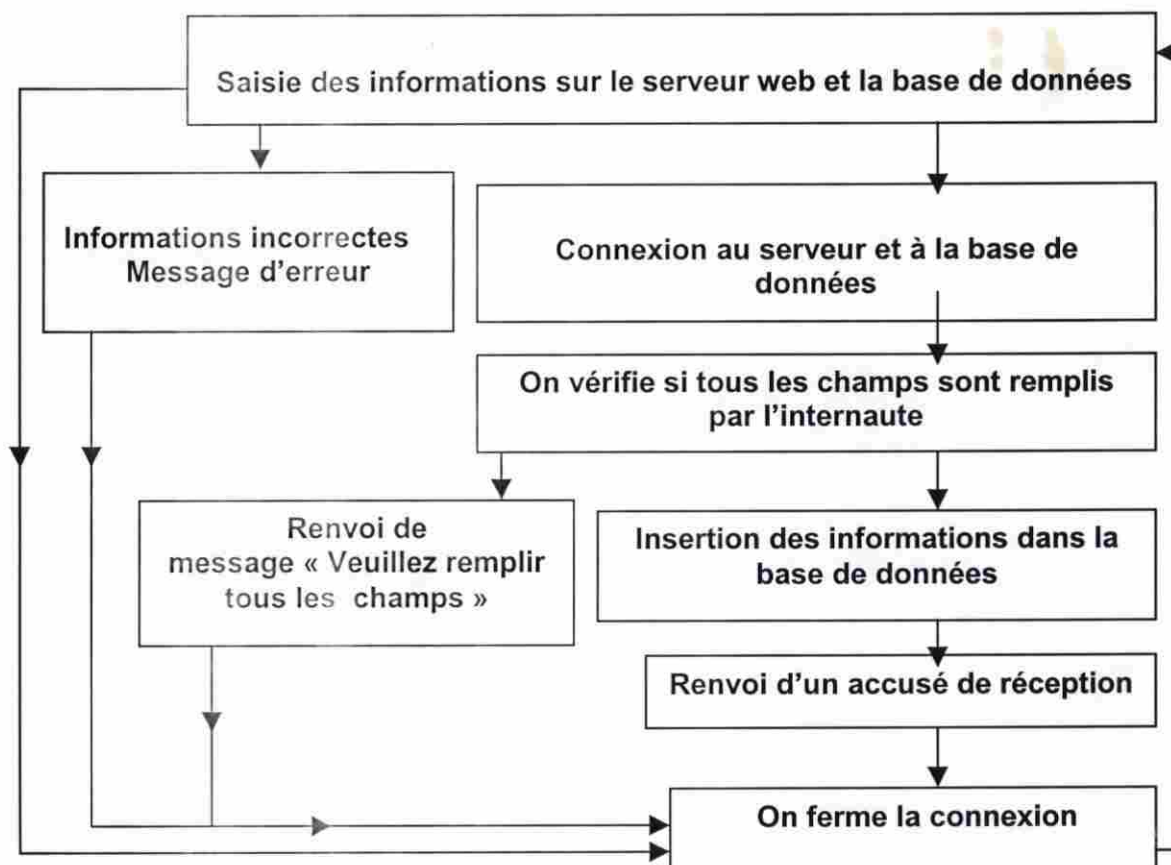 Saisie des informations sur le serveur web et la base de données
Informations incorrectes
Message d'erreur
Connexion au serveur et à la base de
données
On vérifie si tous les champs sont remplis
par l'internaute
Renvoi de
message « Veuillez remplir
tous les champs »
Insertion des informations dans la
base de données
Renvoi d'un accusé de réception
On ferme la connexion